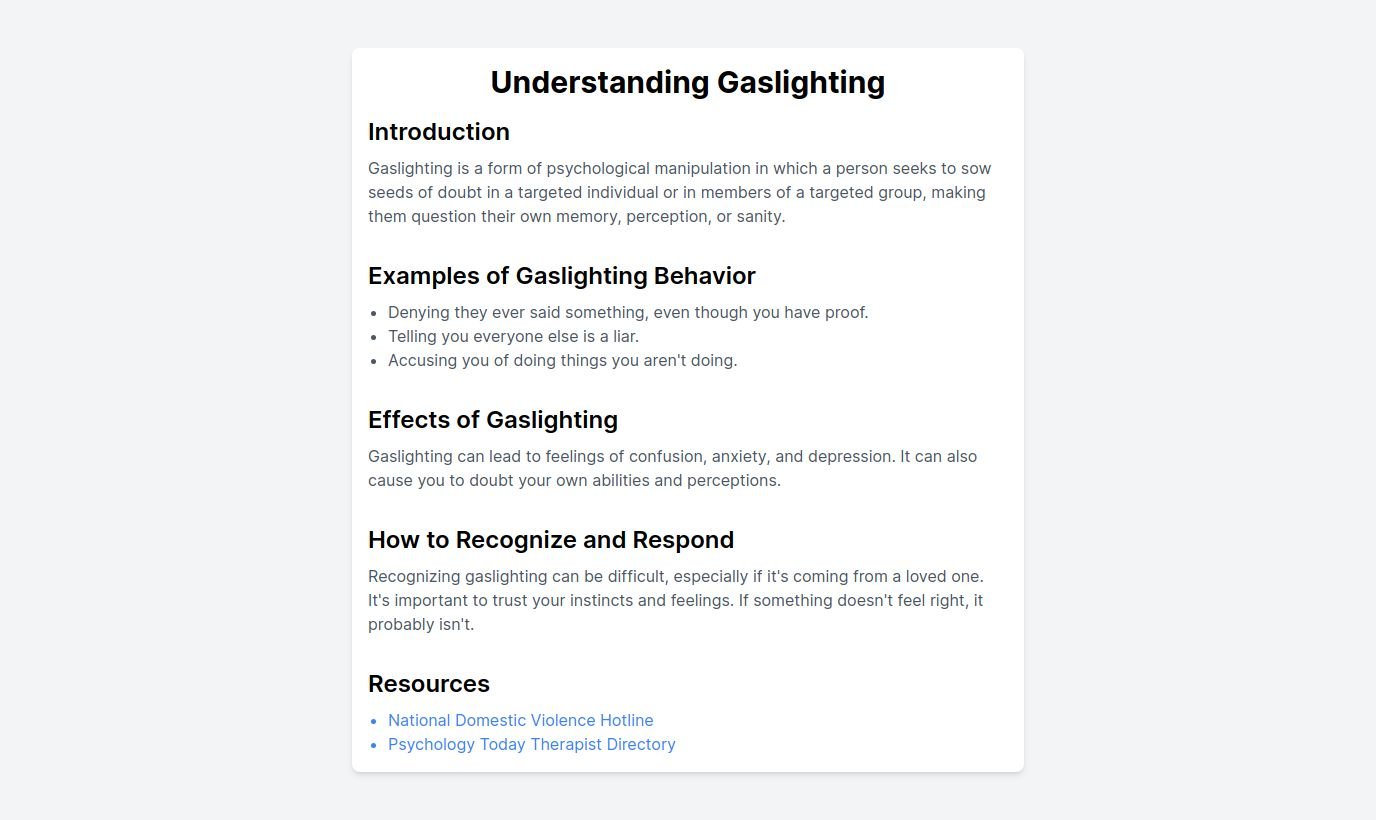 Understanding Gaslighting
Introduction
Gaslighting is a form of psychological manipulation in which a person seeks to sow
seeds of doubt in a targeted individual or in members of a targeted group, making
them question their own memory, perception, or sanity.
Examples of Gaslighting Behavior
• Denying they ever said something, even though you have proof.
• Telling you everyone else is a liar.
• Accusing you of doing things you aren't doing.
Effects of Gaslighting
Gaslighting can lead to feelings of confusion, anxiety, and depression. It can also
cause you to doubt your own abilities and perceptions.
How to Recognize and Respond
Recognizing gaslighting can be difficult, especially if it's coming from a loved one.
It's important to trust your instincts and feelings. If something doesn't feel right, it
probably isn't.
Resources
• National Domestic Violence Hotline
• Psychology Today Therapist Directory